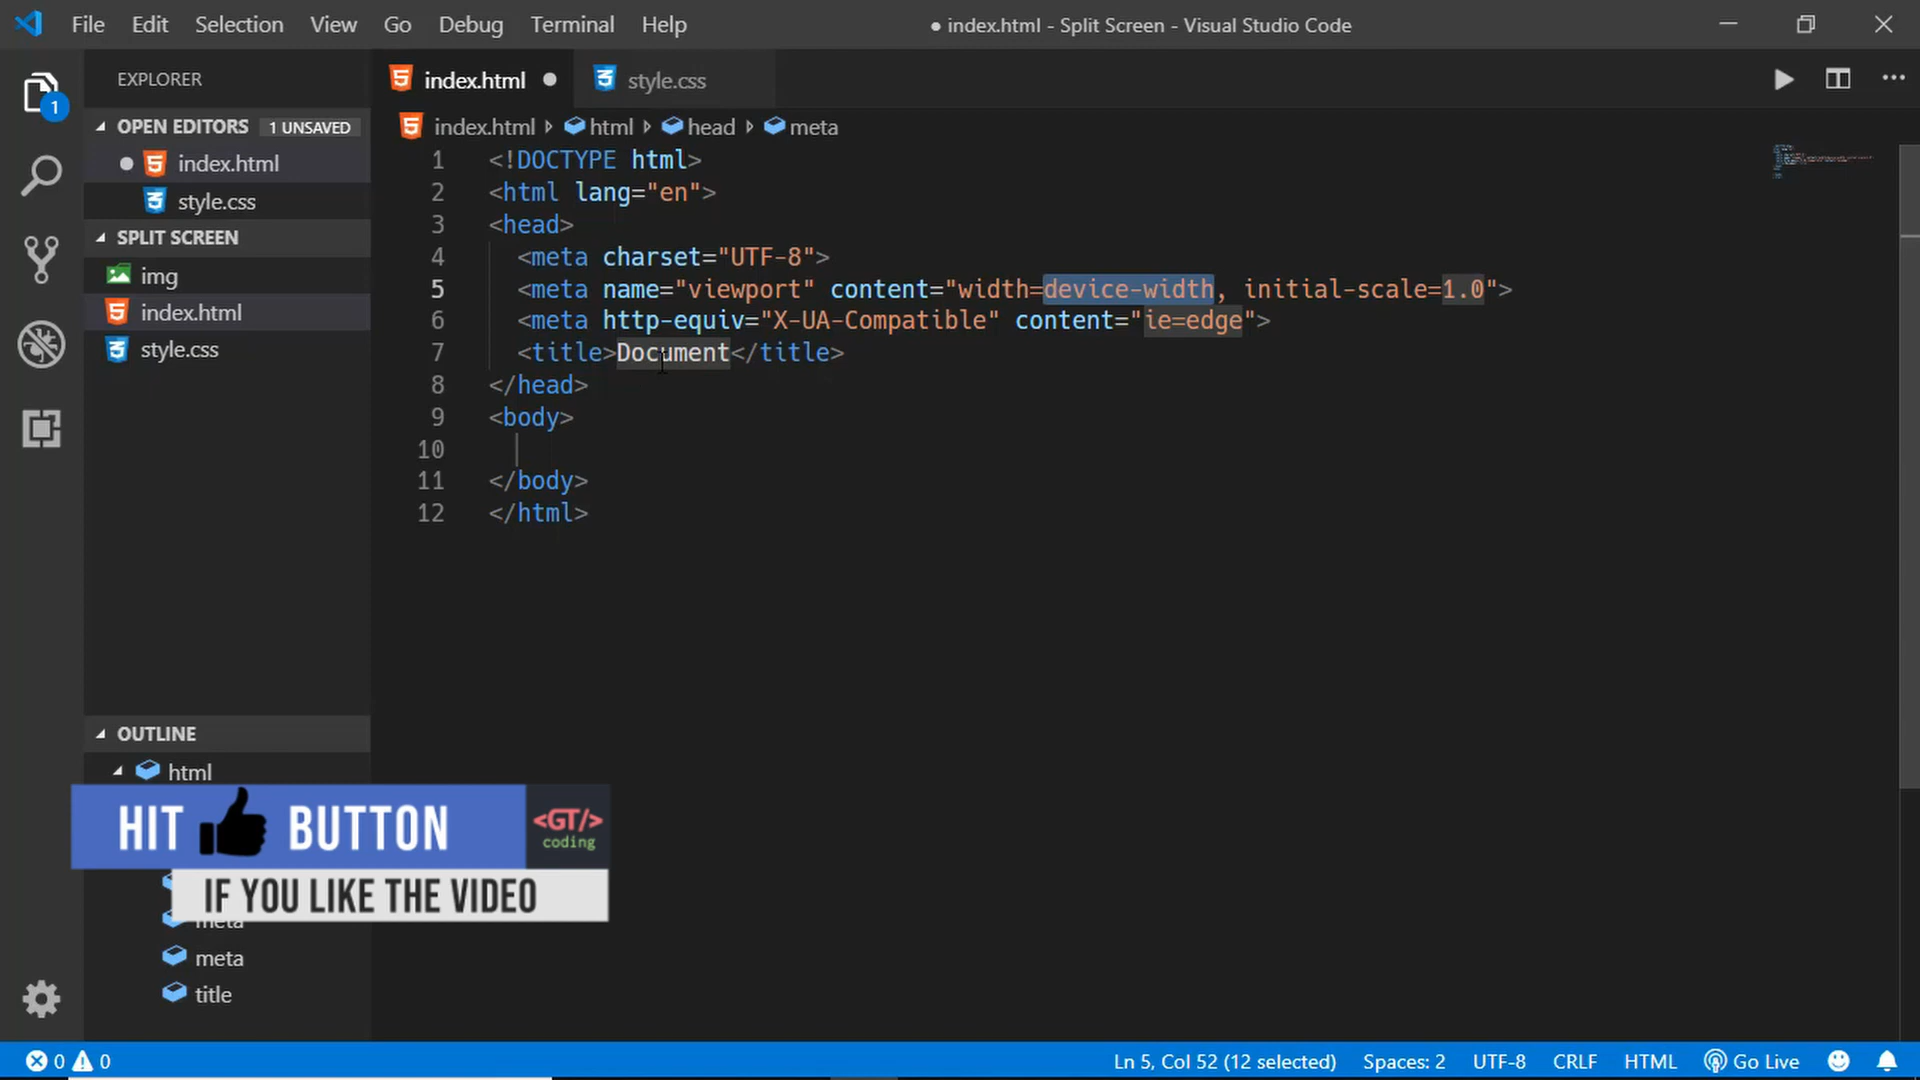 File Edit Selection View Go Debug Terminal Help
● index.html - Split Screen - Visual Studio Code
EXPLORER
1
OPEN EDITORS 1 UNSAVED
index.html
style.css
SPLIT SCREEN
img
index.html
style.css
OUTLINE
html
meta
meta
title
index.html
style.css
index.html html head meta
1 <!DOCTYPE html>
2 <html lang="en">
3 <head>
4 <meta charset="UTF-8">
5 <meta name="viewport" content="width=device-width, initial-scale=1.0">
6 <meta http-equiv="X-UA-Compatible" content="ie=edge">
7 <title>Document</title>
8 </head>
9 <body>
10
11 </body>
12 </html>
HIT BUTTON
<GT/>
coding
IF YOU LIKE THE VIDEO
0 0
Ln 5, Col 52 (12 selected) Spaces: 2 UTF-8 CRLF HTML Go Live